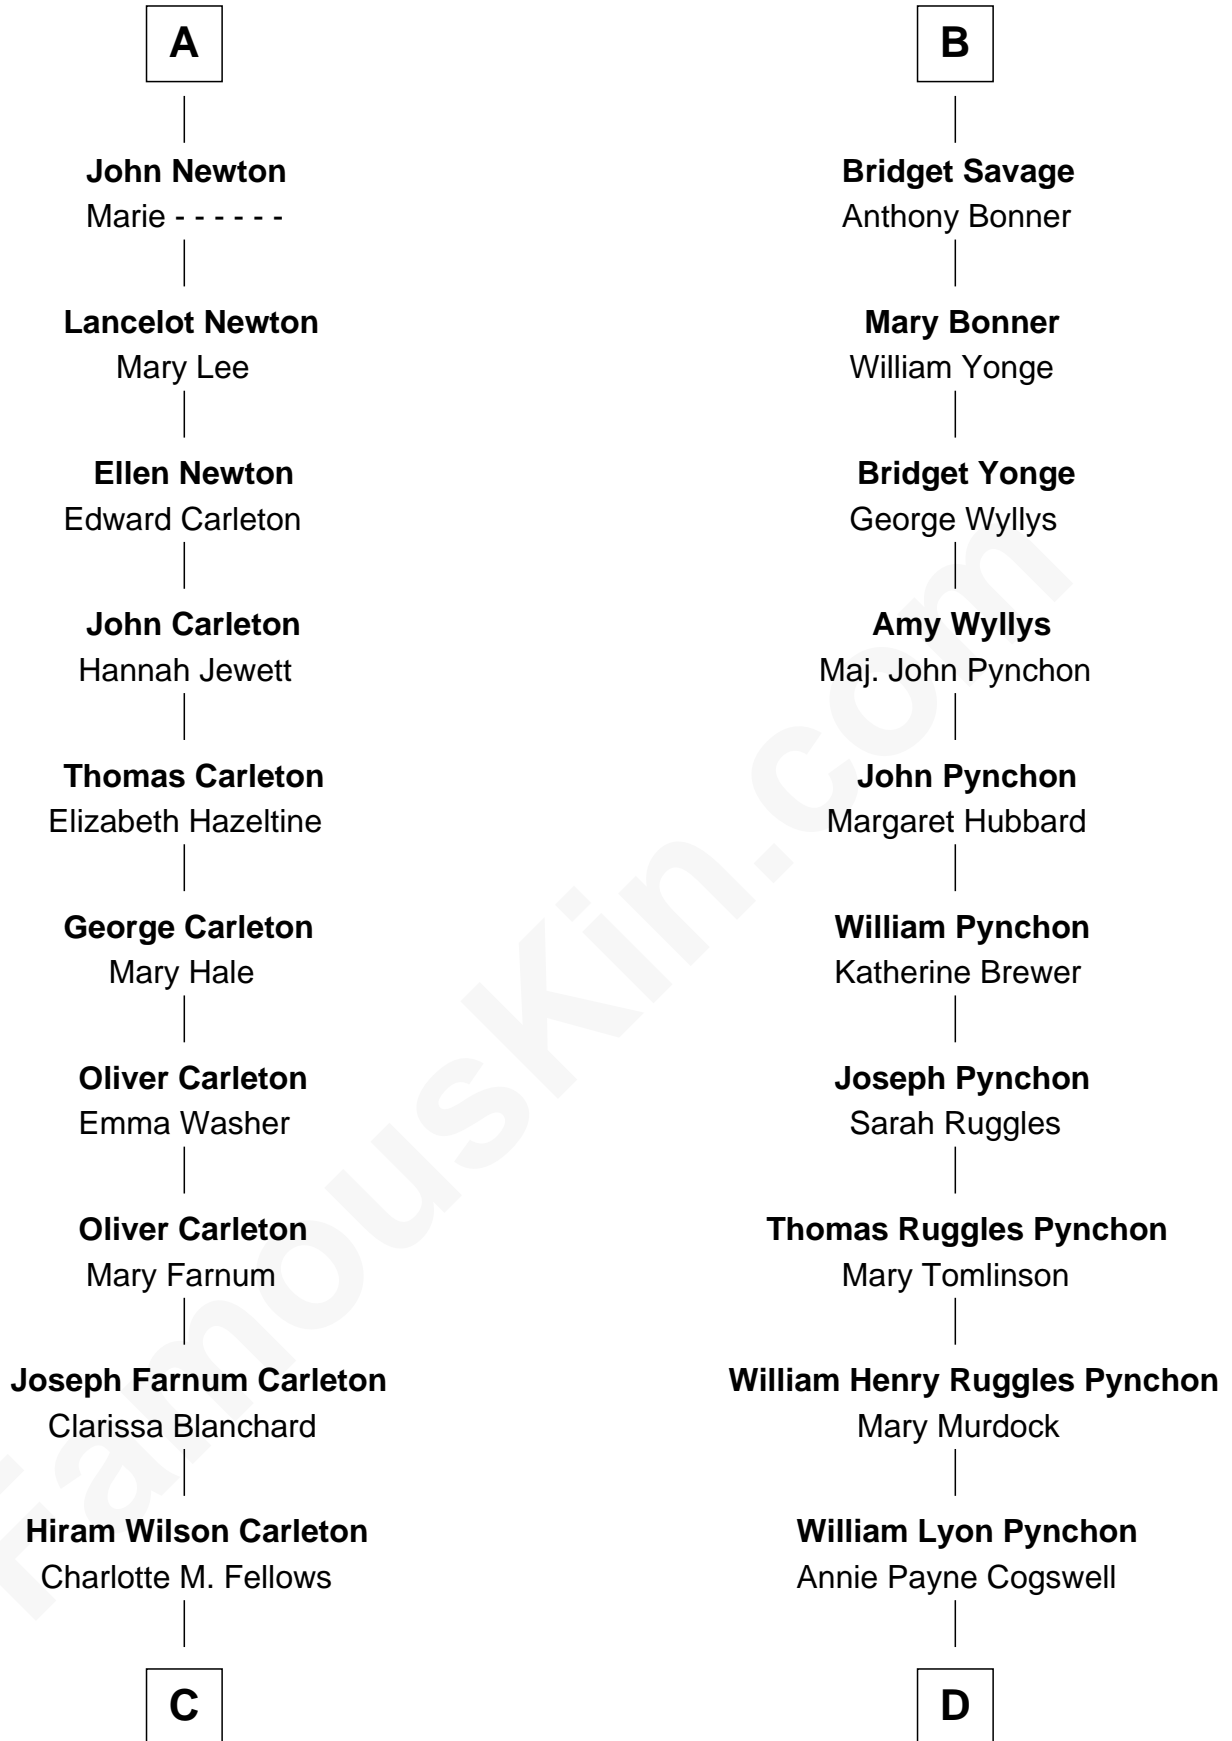 A
John Newton
Marie - - - - - -
Lancelot Newton
Mary Lee
Ellen Newton
Edward Carleton
John Carleton
Hannah Jewett
Thomas Carleton
Elizabeth Hazeltine
George Carleton
Mary Hale
Oliver Carleton
Emma Washer
Oliver Carleton
Mary Farnum
Joseph Farnum Carleton
Clarissa Blanchard
Hiram Wilson Carleton
Charlotte M. Fellows
C
B
Bridget Savage
Anthony Bonner
Mary Bonner
William Yonge
Bridget Yonge
George Wyllys
Amy Wyllys
Maj. John Pynchon
John Pynchon
Margaret Hubbard
William Pynchon
Katherine Brewer
Joseph Pynchon
Sarah Ruggles
Thomas Ruggles Pynchon
Mary Tomlinson
William Henry Ruggles Pynchon
Mary Murdock
William Lyon Pynchon
Annie Payne Cogswell
D
FamousKin.com